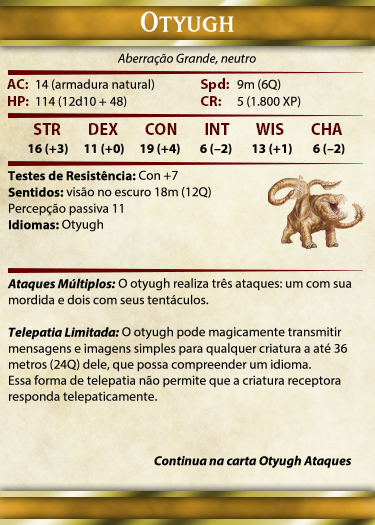 OTYUGH
Aberração Grande, neutro
AC: 14 (armadura natural) Spd: 9m (6Q)
HP: 114 (12d10 + 48) CR: 5 (1.800 XP)
STR DEX CON INT WIS CHA
16 (+3) 11 (+0) 19 (+4) 6 (–2) 13 (+1) 6 (–2)
Testes de Resistência: Con +7
Sentidos: visão no escuro 18m (12Q)
Percepção passiva 11
Idiomas: Otyugh
Ataques Múltiplos: O otyugh realiza três ataques: um com sua
mordida e dois com seus tentáculos.
Telepatia Limitada: O otyugh pode magicamente transmitir
mensagens e imagens simples para qualquer criatura a até 36
metros (24Q) dele, que possa compreender um idioma.
Essa forma de telepatia não permite que a criatura receptora
responda telepaticamente.
Continua na carta Otyugh Ataques